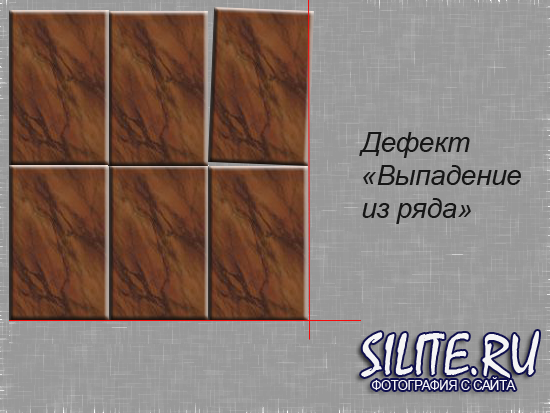 Дефект
«Выпадение
из ряда»
SILITE.RU
ФОТОГРАФИЯ С САЙТА